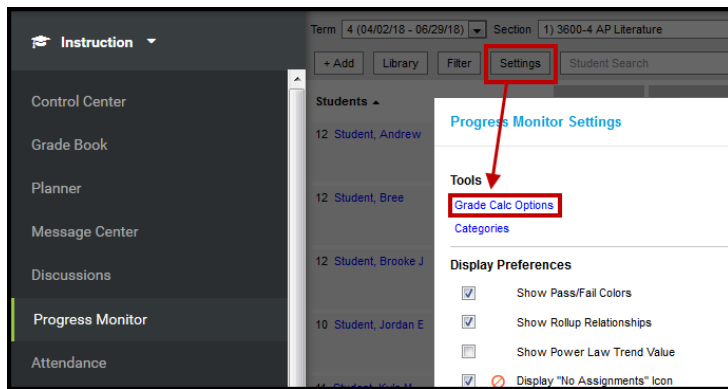 Instruction
Control Center
Grade Book
Planner
Message Center
Discussions
Progress Monitor
Attendance
Term 4 (04/02/18 - 06/29/18) Section 1) 3600-4 AP Literature
+ Add Library Filter Settings Student Search
Students
12 Student, Andrew
12 Student, Bree
12 Student, Brooke J
10 Student, Jordan E
Progress Monitor Settings
Tools
Grade Calc Options
Categories
Display Preferences
Show Pass/Fail Colors
Show Rollup Relationships
Show Power Law Trend Value
Display "No Assignments" Icon